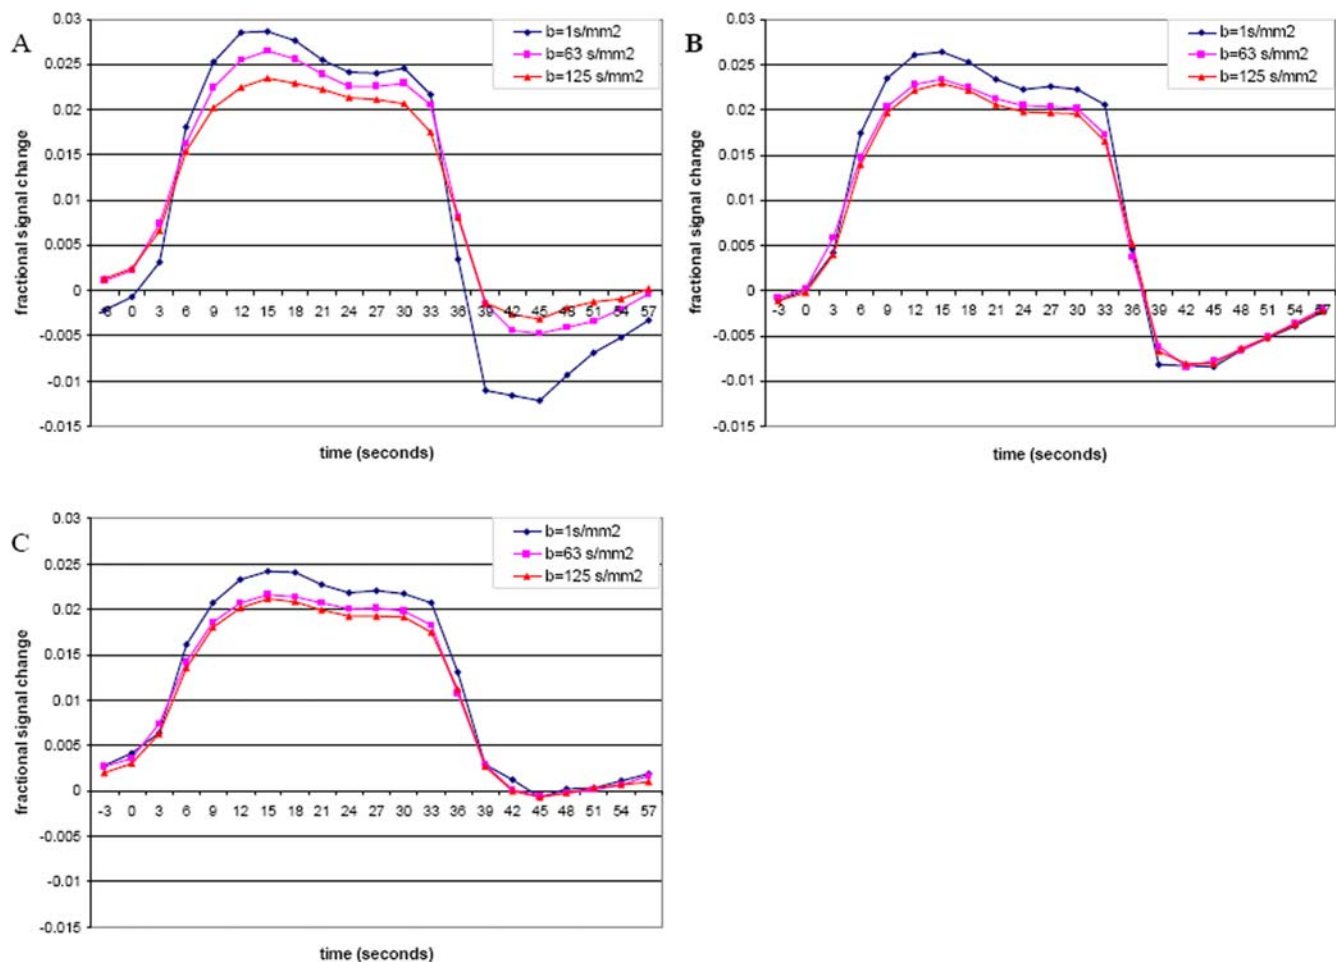 A
0.03
0.025
0.02
0.015
0.01
0.005
0
-0.005
-0.01
-0.015
fractional signal change
b=1s/mm2
b=63 s/mm2
b=125 s/mm2
0 3 6 9 12 15 18 21 24 27 30 33 36 39 42 45 48 51 54 57
time (seconds)
B
0.03
0.025
0.02
0.015
0.01
0.005
0
-0.005
-0.01
-0.015
fractional signal change
b=1s/mm2
b=63 s/mm2
b=125 s/mm2
-3 0 3 6 9 12 15 18 21 24 27 30 33 36 39 42 45 48 51 54 57
time (seconds)
C
0.03
0.025
0.02
0.015
0.01
0.005
0
-0.005
-0.01
-0.015
fractional signal change
b=1s/mm2
b=63 s/mm2
b=125 s/mm2
-3 0 3 6 9 12 15 18 21 24 27 30 33 36 39 42 45 48 51 54 57
time (seconds)